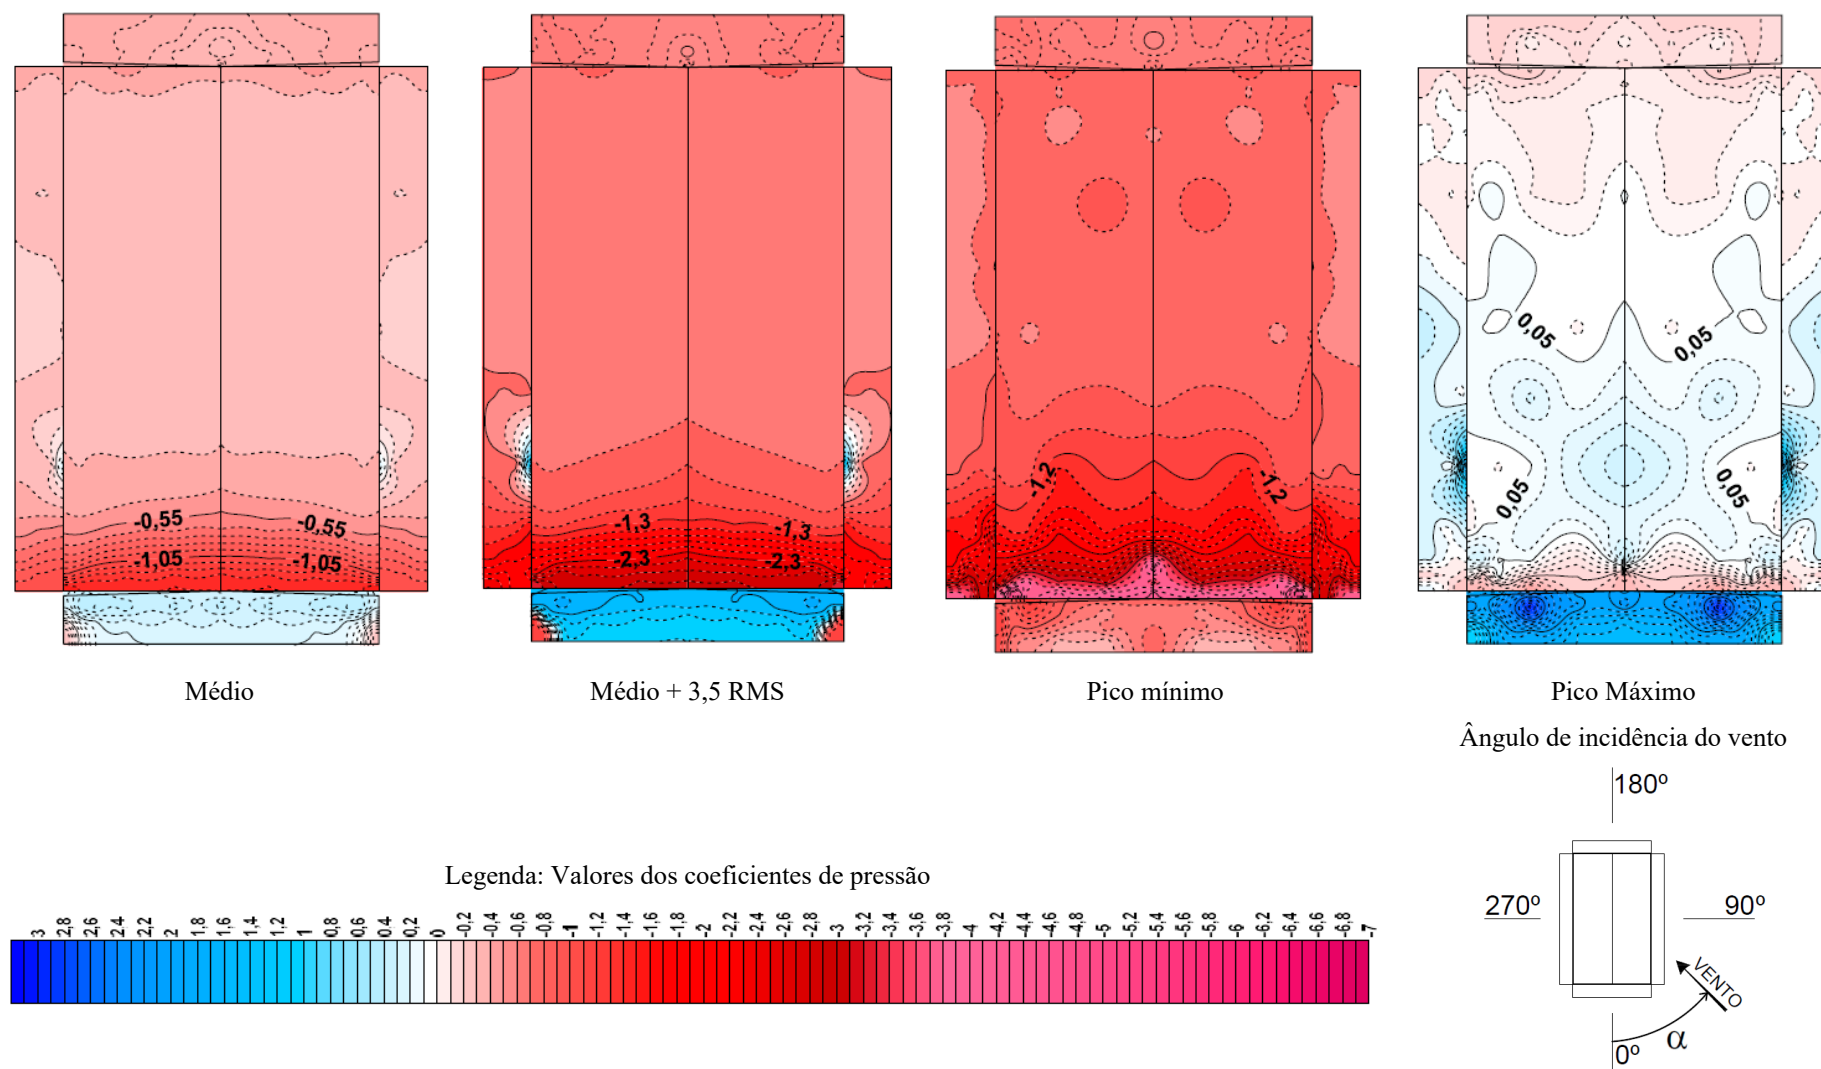 -0,55
-0,55
-1,05
-1,05
-1,3
-1,3
-2,3
-2,3
-1,2
-1,2
0,05
0,05
0,05
0,05
Médio
Médio + 3,5 RMS
Pico mínimo
Pico Máximo
Ângulo de incidência do vento
180º
270º
90º
VENTO
α
0º
Legenda: Valores dos coeficientes de pressão
3 2,8 2,6 2,4 2,2 2 1,8 1,6 1,4 1,2 1 0,8 0,6 0,4 0,2 0 -0,2 -0,4 -0,6 -0,8 -1 -1,2 -1,4 -1,6 -1,8 -2 -2,2 -2,4 -2,6 -2,8 -3 -3,2 -3,4 -3,6 -3,8 -4 -4,2 -4,4 -4,6 -4,8 -5 -5,2 -5,4 -5,6 -5,8 -6 -6,2 -6,4 -6,6 -6,8 -7